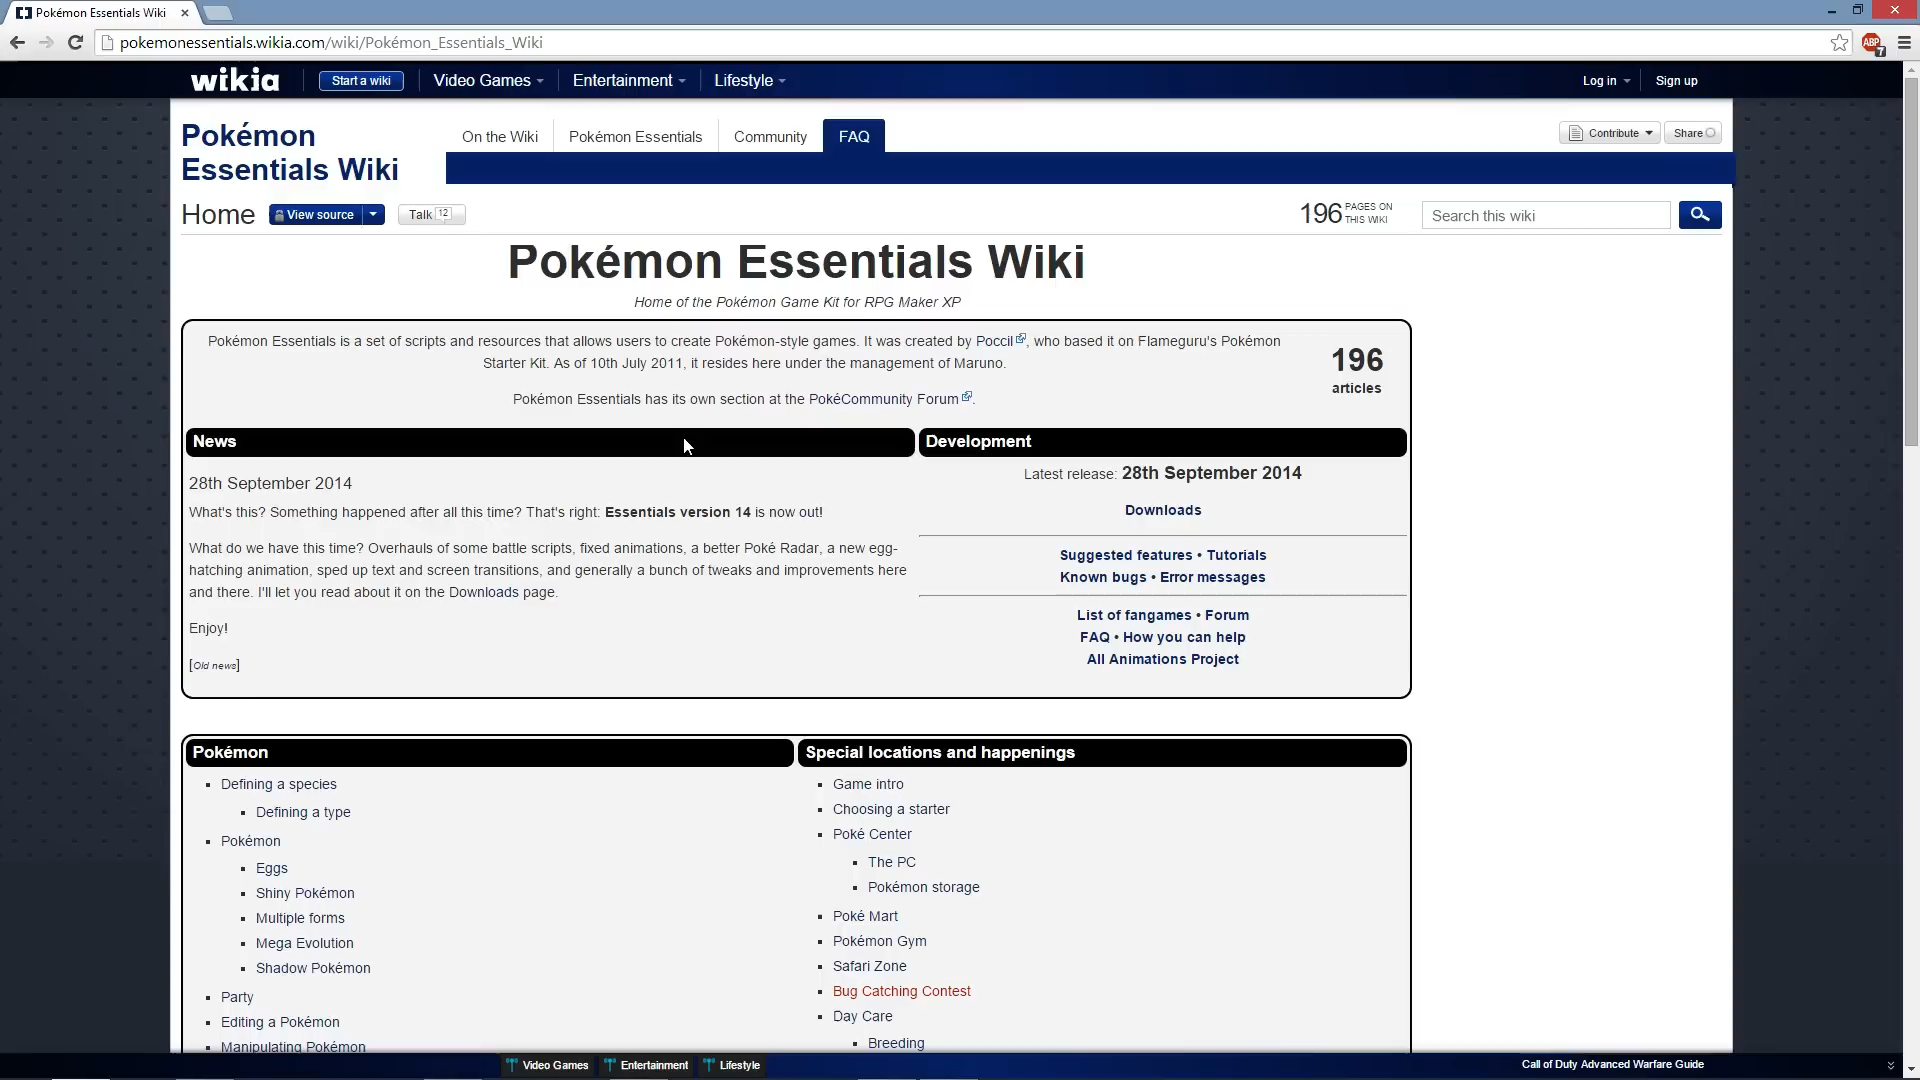 Pokémon Essentials Wiki
pokemonessentials.wikia.com/wiki/Pokémon_Essentials_Wiki
ABP
7
wikia
Start a wiki
Video Games
Entertainment
Lifestyle
Log in
Sign up
Pokémon
Essentials Wiki
On the Wiki
Pokémon Essentials
Community
FAQ
Contribute
Share
Home
View source
Talk 12
196 PAGES ON
THIS WIKI
Search this wiki
Pokémon Essentials Wiki
Home of the Pokémon Game Kit for RPG Maker XP
Pokémon Essentials is a set of scripts and resources that allows users to create Pokémon-style games. It was created by Poccil, who based it on Flameguru's Pokémon
Starter Kit. As of 10th July 2011, it resides here under the management of Maruno.
Pokémon Essentials has its own section at the PokéCommunity Forum.
196
articles
News
28th September 2014
What's this? Something happened after all this time? That's right: Essentials version 14 is now out!
What do we have this time? Overhauls of some battle scripts, fixed animations, a better Poké Radar, a new egg-
hatching animation, sped up text and screen transitions, and generally a bunch of tweaks and improvements here
and there. I'll let you read about it on the Downloads page.
Enjoy!
[Old news]
Development
Latest release: 28th September 2014
Downloads
Suggested features • Tutorials
Known bugs • Error messages
List of fangames • Forum
FAQ • How you can help
All Animations Project
Pokémon
Defining a species
Defining a type
Pokémon
Eggs
Shiny Pokémon
Multiple forms
Mega Evolution
Shadow Pokémon
Party
Editing a Pokémon
Manipulating Pokémon
Special locations and happenings
Game intro
Choosing a starter
Poké Center
The PC
Pokémon storage
Poké Mart
Pokémon Gym
Safari Zone
Bug Catching Contest
Day Care
Breeding
Video Games
Entertainment
Lifestyle
Call of Duty Advanced Warfare Guide